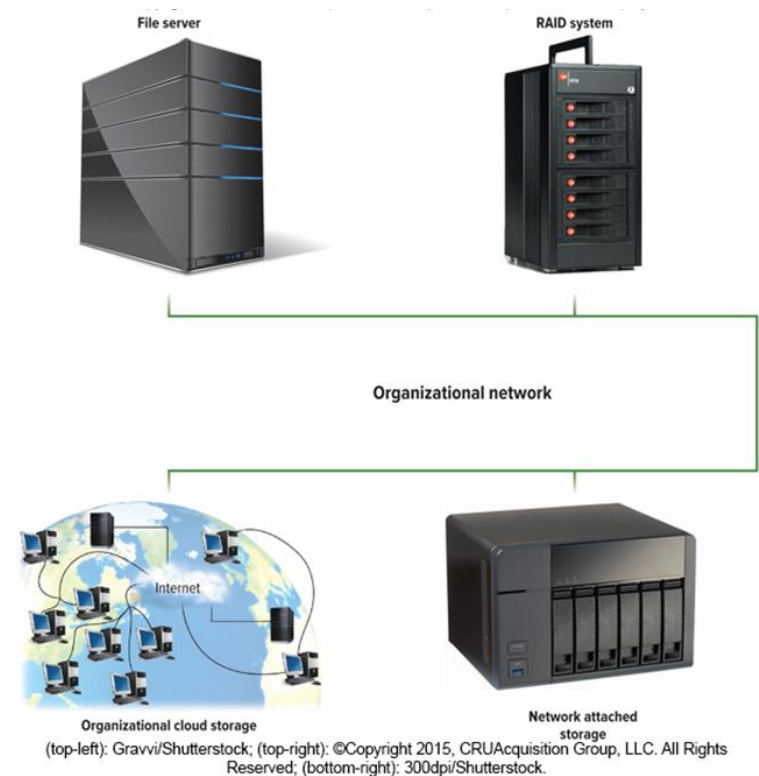 File server
RAID system
Organizational network
Internet
Organizational cloud storage
Network attached
storage
(top-left): Gravvi/Shutterstock; (top-right): ©Copyright 2015, CRUAcquisition Group, LLC. All Rights
Reserved; (bottom-right): 300dpi/Shutterstock.